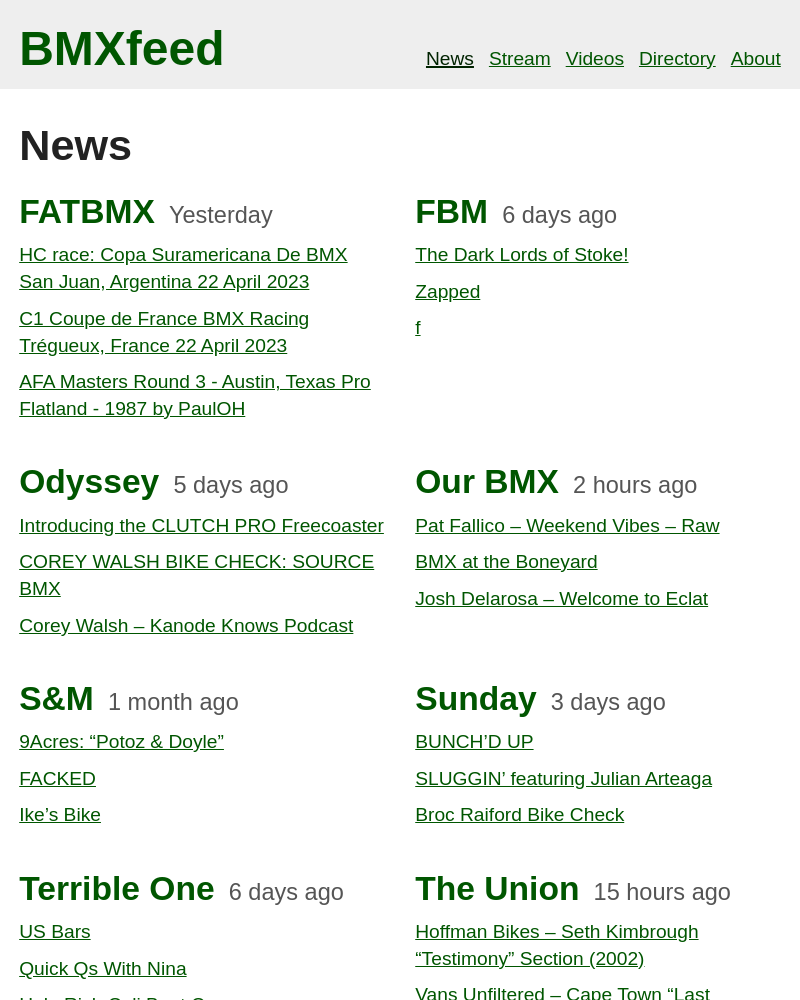 BMXfeed
News Stream Videos Directory About
News
FATBMX Yesterday
HC race: Copa Suramericana De BMX
San Juan, Argentina 22 April 2023
C1 Coupe de France BMX Racing
Trégueux, France 22 April 2023
AFA Masters Round 3 - Austin, Texas Pro
Flatland - 1987 by PaulOH
FBM 6 days ago
The Dark Lords of Stoke!
Zapped
f
Odyssey 5 days ago
Introducing the CLUTCH PRO Freecoaster
COREY WALSH BIKE CHECK: SOURCE
BMX
Corey Walsh – Kanode Knows Podcast
Our BMX 2 hours ago
Pat Fallico – Weekend Vibes – Raw
BMX at the Boneyard
Josh Delarosa – Welcome to Eclat
S&M 1 month ago
9Acres: “Potoz & Doyle”
FACKED
Ike’s Bike
Sunday 3 days ago
BUNCH’D UP
SLUGGIN’ featuring Julian Arteaga
Broc Raiford Bike Check
Terrible One 6 days ago
US Bars
Quick Qs With Nina
The Union 15 hours ago
Hoffman Bikes – Seth Kimbrough
“Testimony” Section (2002)
Vans Unfiltered – Cape Town “Last